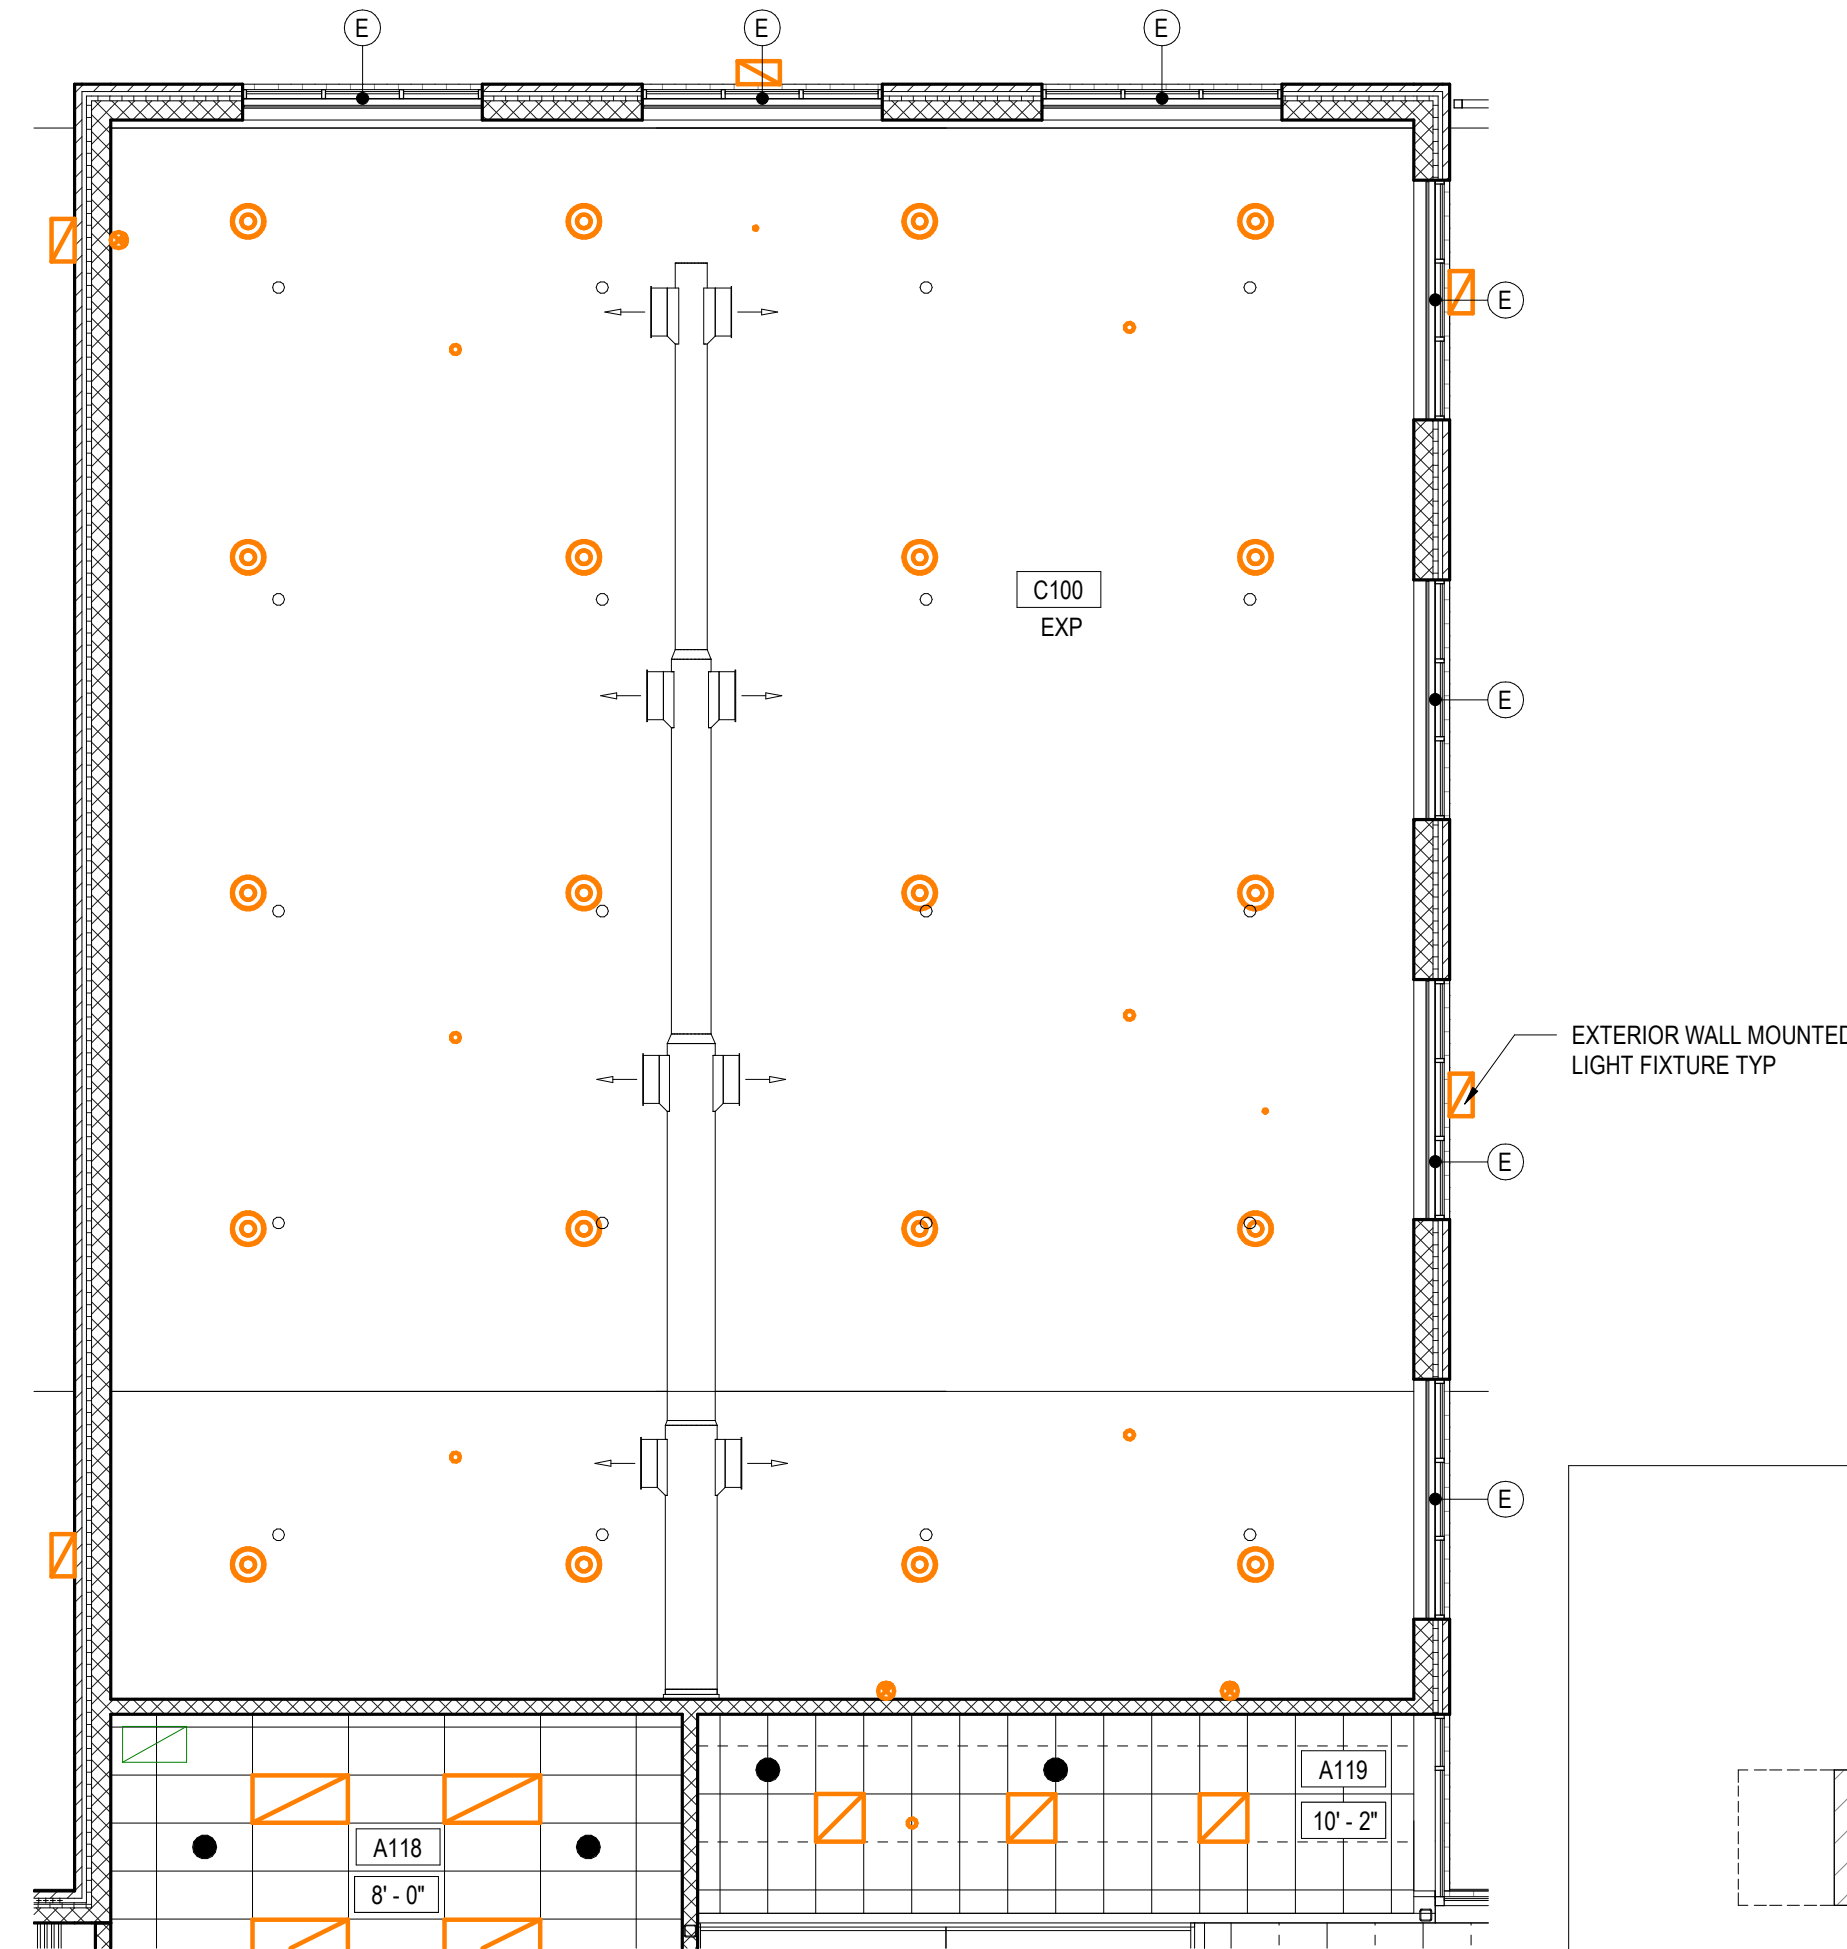 E
E
E
E
C100
EXP
E
EXTERIOR WALL MOUNTED
LIGHT FIXTURE TYP
E
E
A119
10' - 2"
A118
8' - 0"